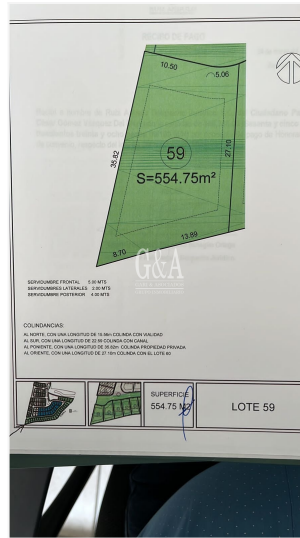 10.50
5.06
35.82
27.10
59
S=554.75m²
13.89
8.70
G&A
SERVIDUMBRE FRONTAL 5.00 MTS
SERVIDUMBRES LATERALES 2.00 MTS
SERVIDUMBRE POSTERIOR 4.00 MTS
COLINDANCIAS:
AL NORTE, CON UNA LONGITUD DE 15.56m COLINDA CON VIALIDAD
AL SUR, CON UNA LONGITUD DE 22.59 COLINDA CON CANAL
AL PONIENTE, CON UNA LONGITUD DE 35.82m COLINDA PROPIEDAD PRIVADA
AL ORIENTE, CON UNA LONGITUD DE 27.10m COLINDA CON EL LOTE 60
SUPERFICIE
554.75 M2
LOTE 59